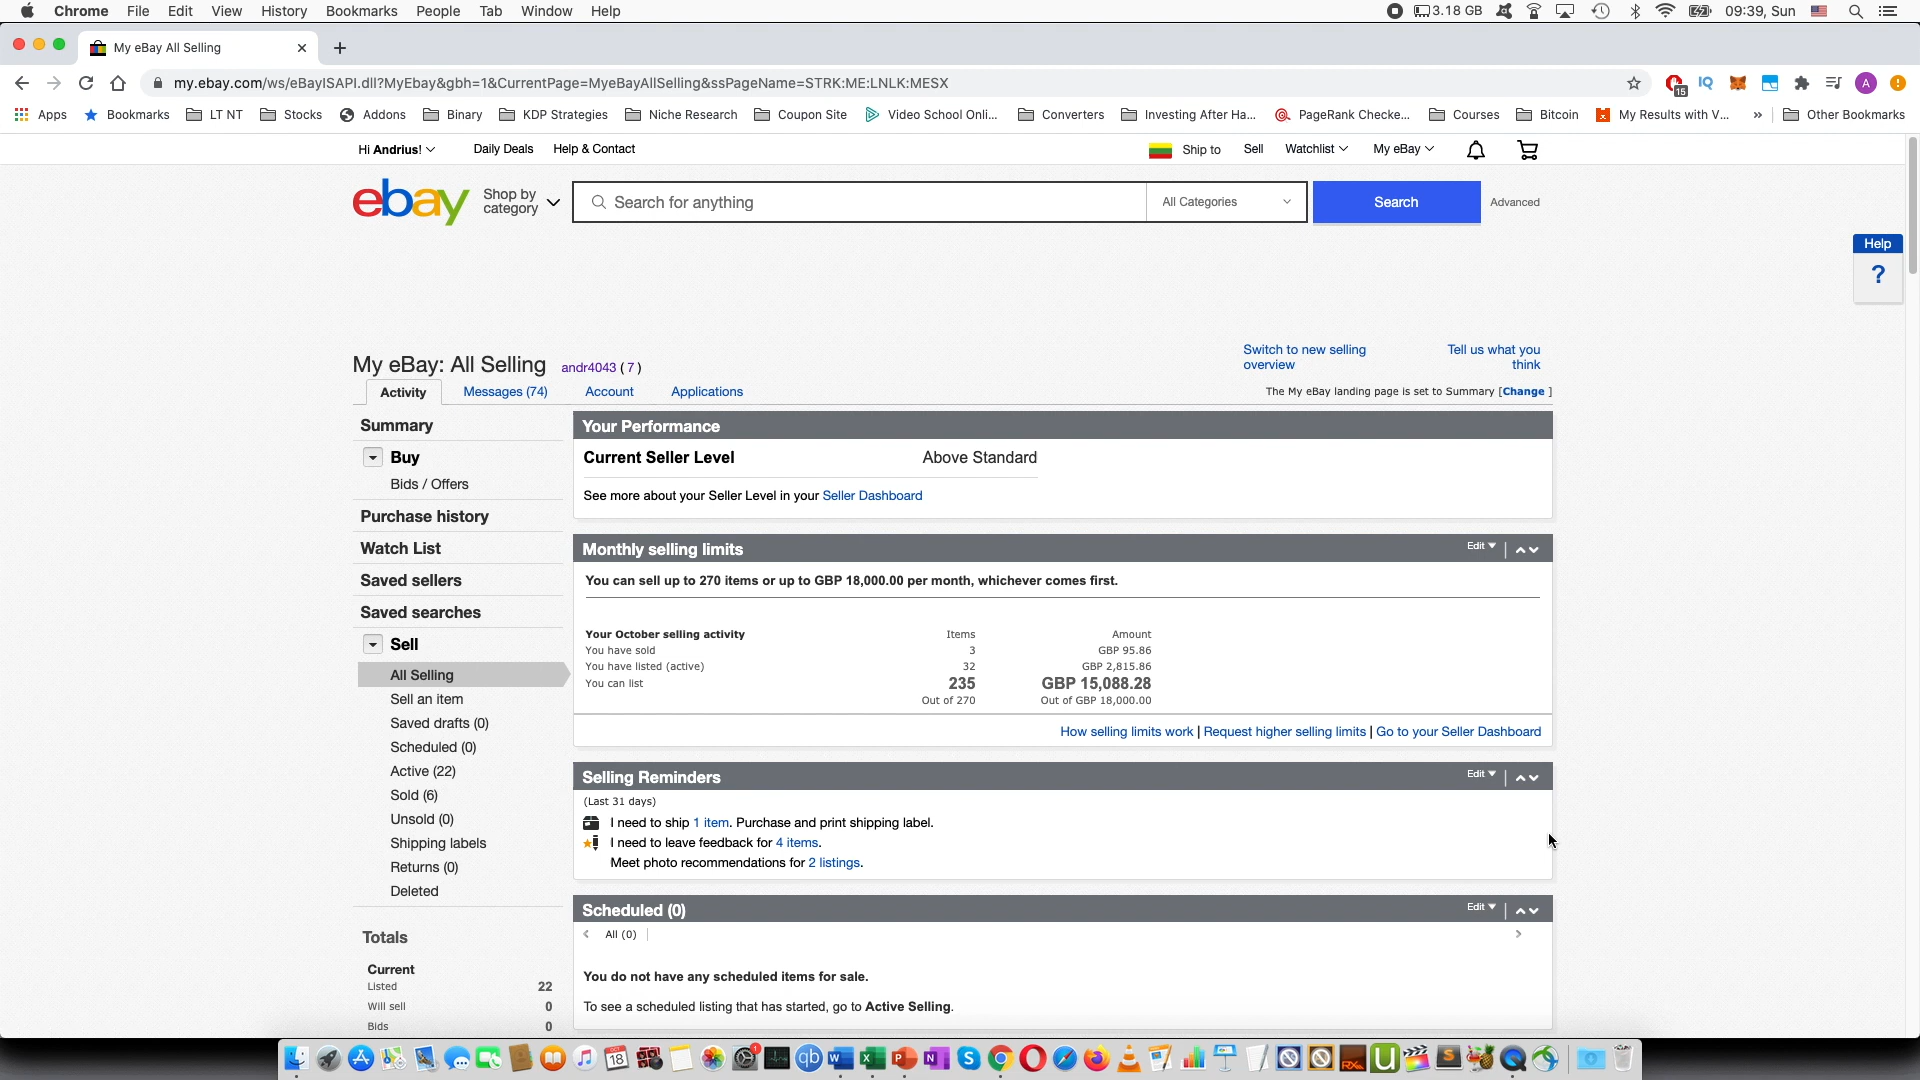 Chrome File Edit View History Bookmarks People Tab Window Help
3.18 GB 09:39, Sun
My eBay All Selling
my.ebay.com/ws/eBayISAPI.dll?MyEbay&gbh=1&CurrentPage=MyeBayAllSelling&ssPageName=STRK:ME:LNLK:MESX
15 IQ A
Apps Bookmarks LT NT Stocks Addons Binary KDP Strategies Niche Research Coupon Site Video School Onli... Converters Investing After Ha... PageRank Checke... Courses Bitcoin My Results with V... » Other Bookmarks
Hi Andrius! Daily Deals Help & Contact Ship to Sell Watchlist My eBay
ebay
Shop by category
Search for anything
All Categories
Search
Advanced
Help
?
My eBay: All Selling andr4043 ( 7 )
Switch to new selling overview
Tell us what you think
Activity Messages (74) Account Applications
The My eBay landing page is set to Summary [Change ]
Summary
Buy
Bids / Offers
Purchase history
Watch List
Saved sellers
Saved searches
Sell
All Selling
Sell an item
Saved drafts (0)
Scheduled (0)
Active (22)
Sold (6)
Unsold (0)
Shipping labels
Returns (0)
Deleted
Totals
Current
Listed 22
Will sell 0
Bids 0
Your Performance
Current Seller Level Above Standard
See more about your Seller Level in your Seller Dashboard
Monthly selling limits Edit
You can sell up to 270 items or up to GBP 18,000.00 per month, whichever comes first.
Your October selling activity Items Amount
You have sold 3 GBP 95.86
You have listed (active) 32 GBP 2,815.86
You can list 235 GBP 15,088.28
Out of 270 Out of GBP 18,000.00
How selling limits work | Request higher selling limits | Go to your Seller Dashboard
Selling Reminders Edit
(Last 31 days)
I need to ship 1 item. Purchase and print shipping label.
I need to leave feedback for 4 items.
Meet photo recommendations for 2 listings.
Scheduled (0) Edit
All (0)
You do not have any scheduled items for sale.
To see a scheduled listing that has started, go to Active Selling.